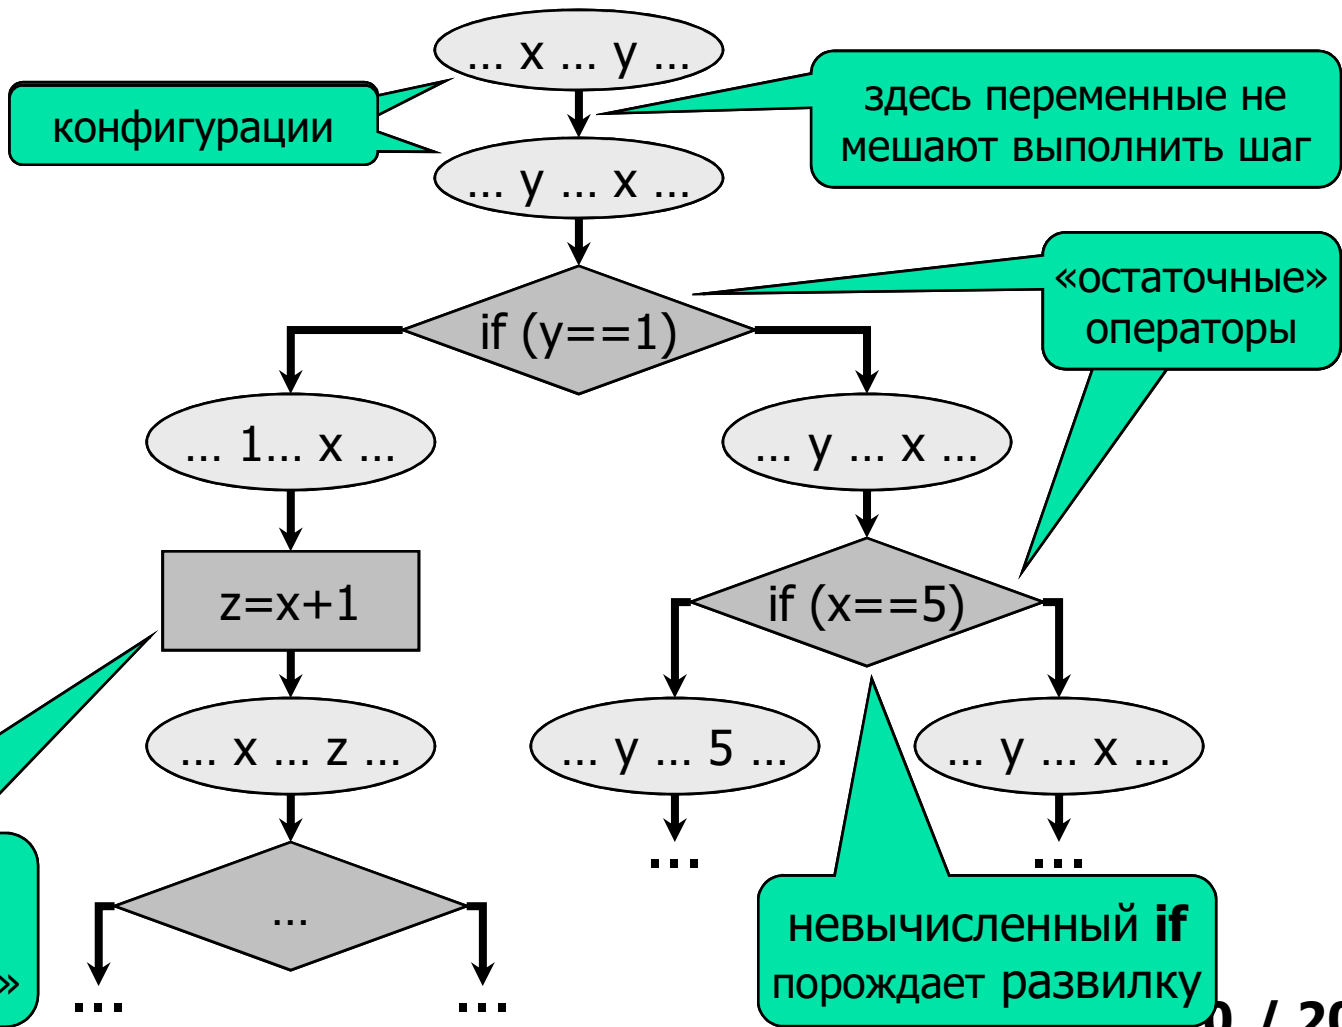 ... x ... y ...
конфигурации
здесь переменные не
мешают выполнить шаг
... y ... x ...
«остаточные»
операторы
if (y==1)
... 1... x ...
... y ... x ...
z=x+1
if (x==5)
... x ... z ...
... y ... 5 ...
... y ... x ...
...
...
...
невычисленный if
порождает развилку
»
...
...
/ 20